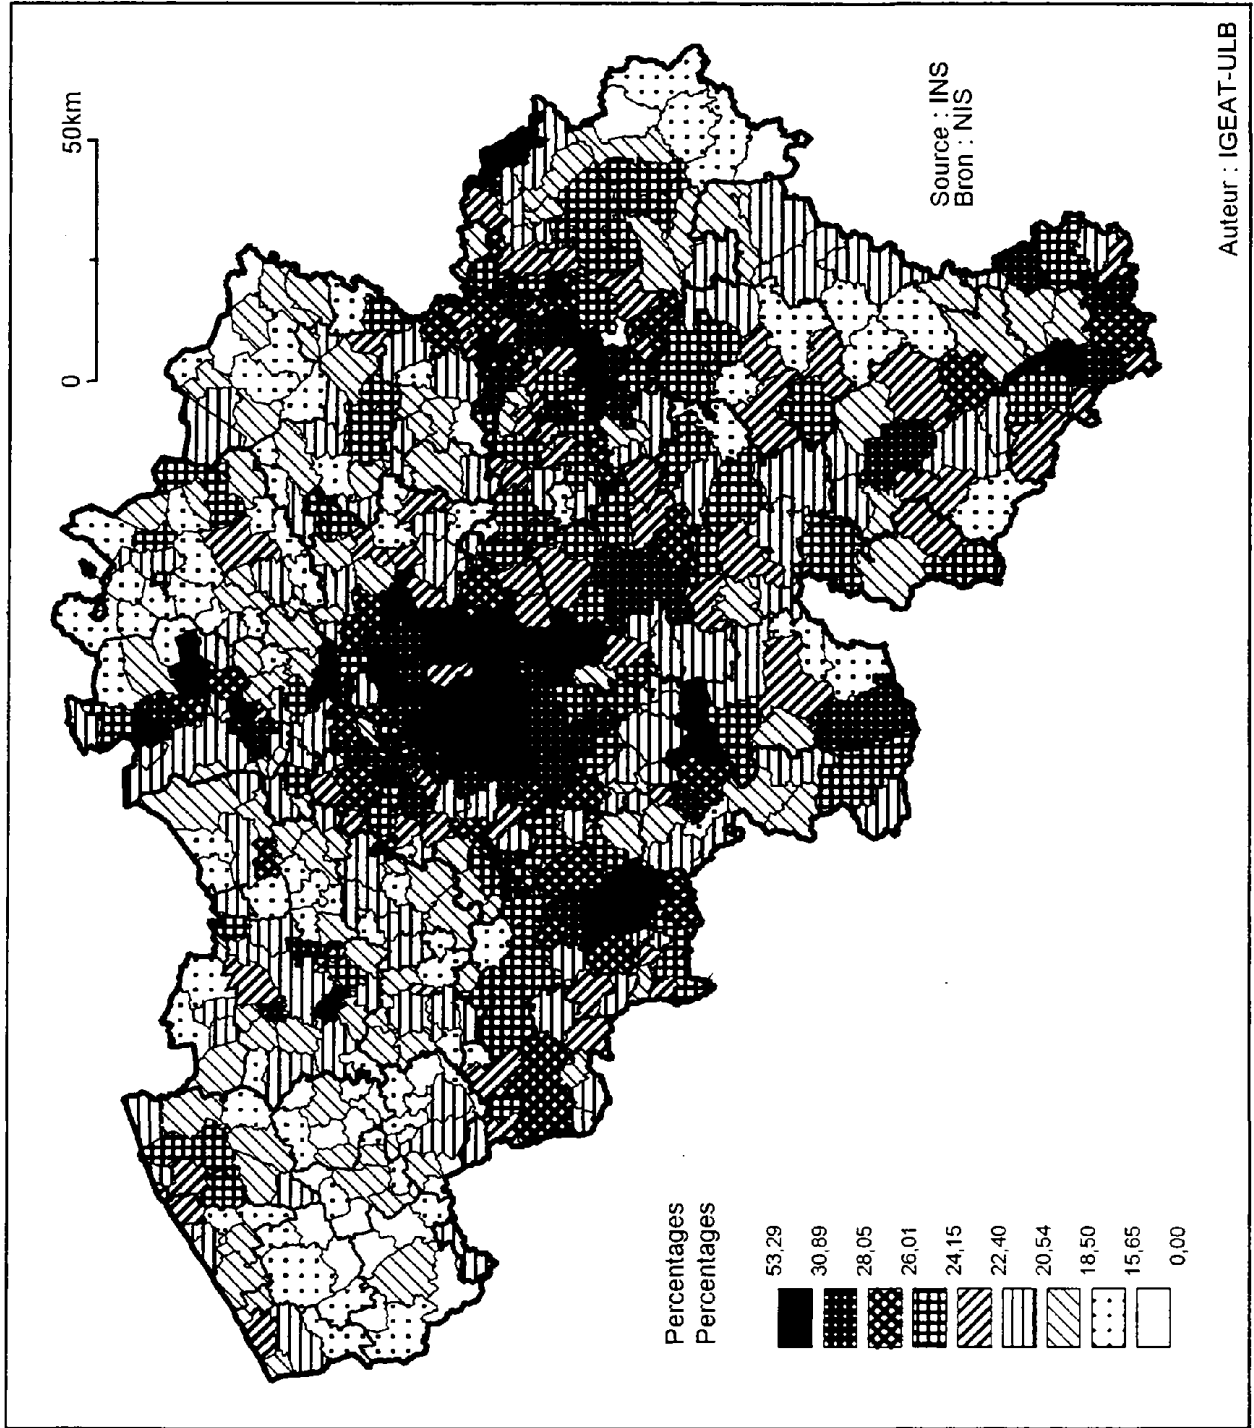 0 50km
Percentages
Percentages
53,29
30,89
28,05
26,01
24,15
22,40
20,54
18,50
15,65
0,00
Source : INS
Bron : NIS
Auteur : IGEAT-ULB